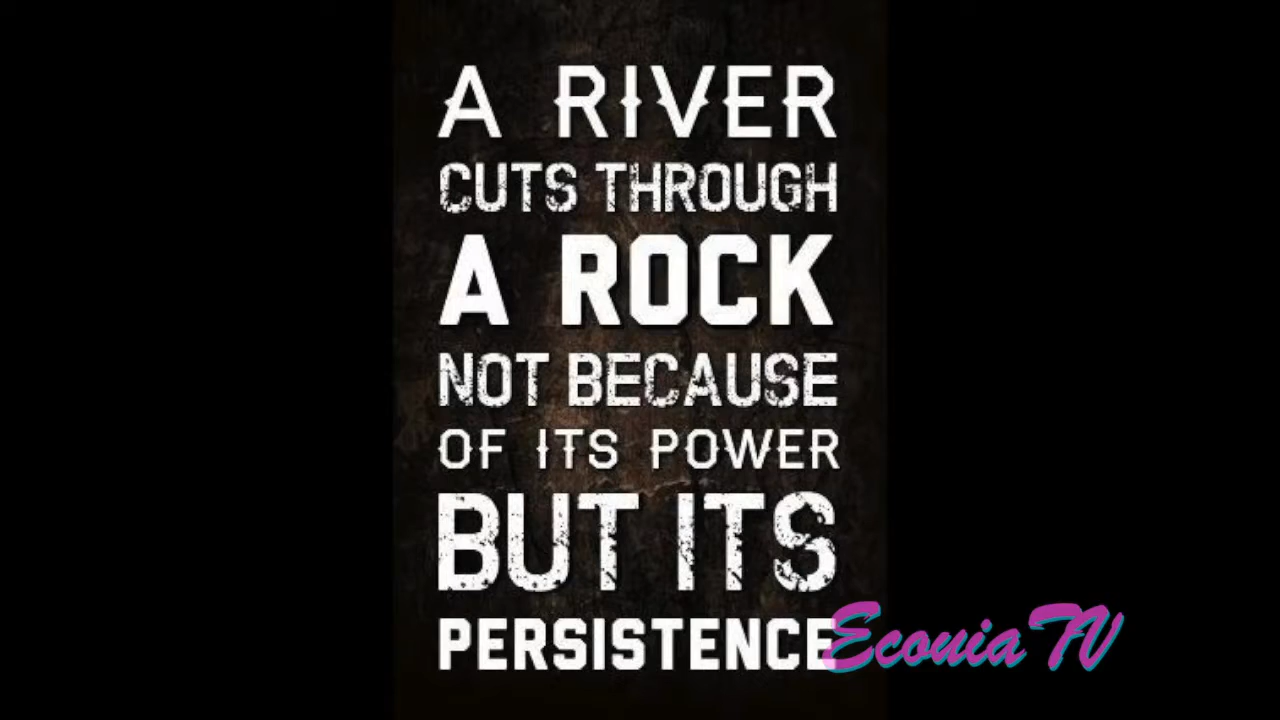 A RIVER
CUTS THROUGH
A ROCK
NOT BECAUSE
OF ITS POWER
BUT ITS
PERSISTENCE
EconiaTV